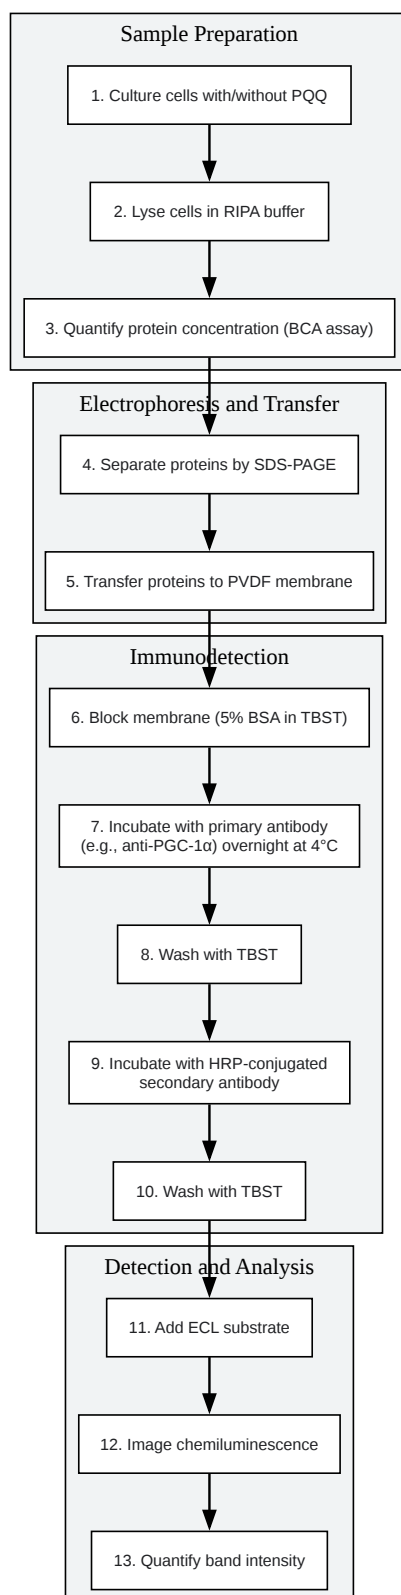 Sample Preparation
1. Culture cells with/without PQQ
2. Lyse cells in RIPA buffer
3. Quantify protein concentration (BCA assay)
Electrophoresis and Transfer
4. Separate proteins by SDS-PAGE
5. Transfer proteins to PVDF membrane
Immunodetection
6. Block membrane (5% BSA in TBST)
7. Incubate with primary antibody
(e.g., anti-PGC-1α) overnight at 4°C
8. Wash with TBST
9. Incubate with HRP-conjugated
secondary antibody
10. Wash with TBST
Detection and Analysis
11. Add ECL substrate
12. Image chemiluminescence
13. Quantify band intensity